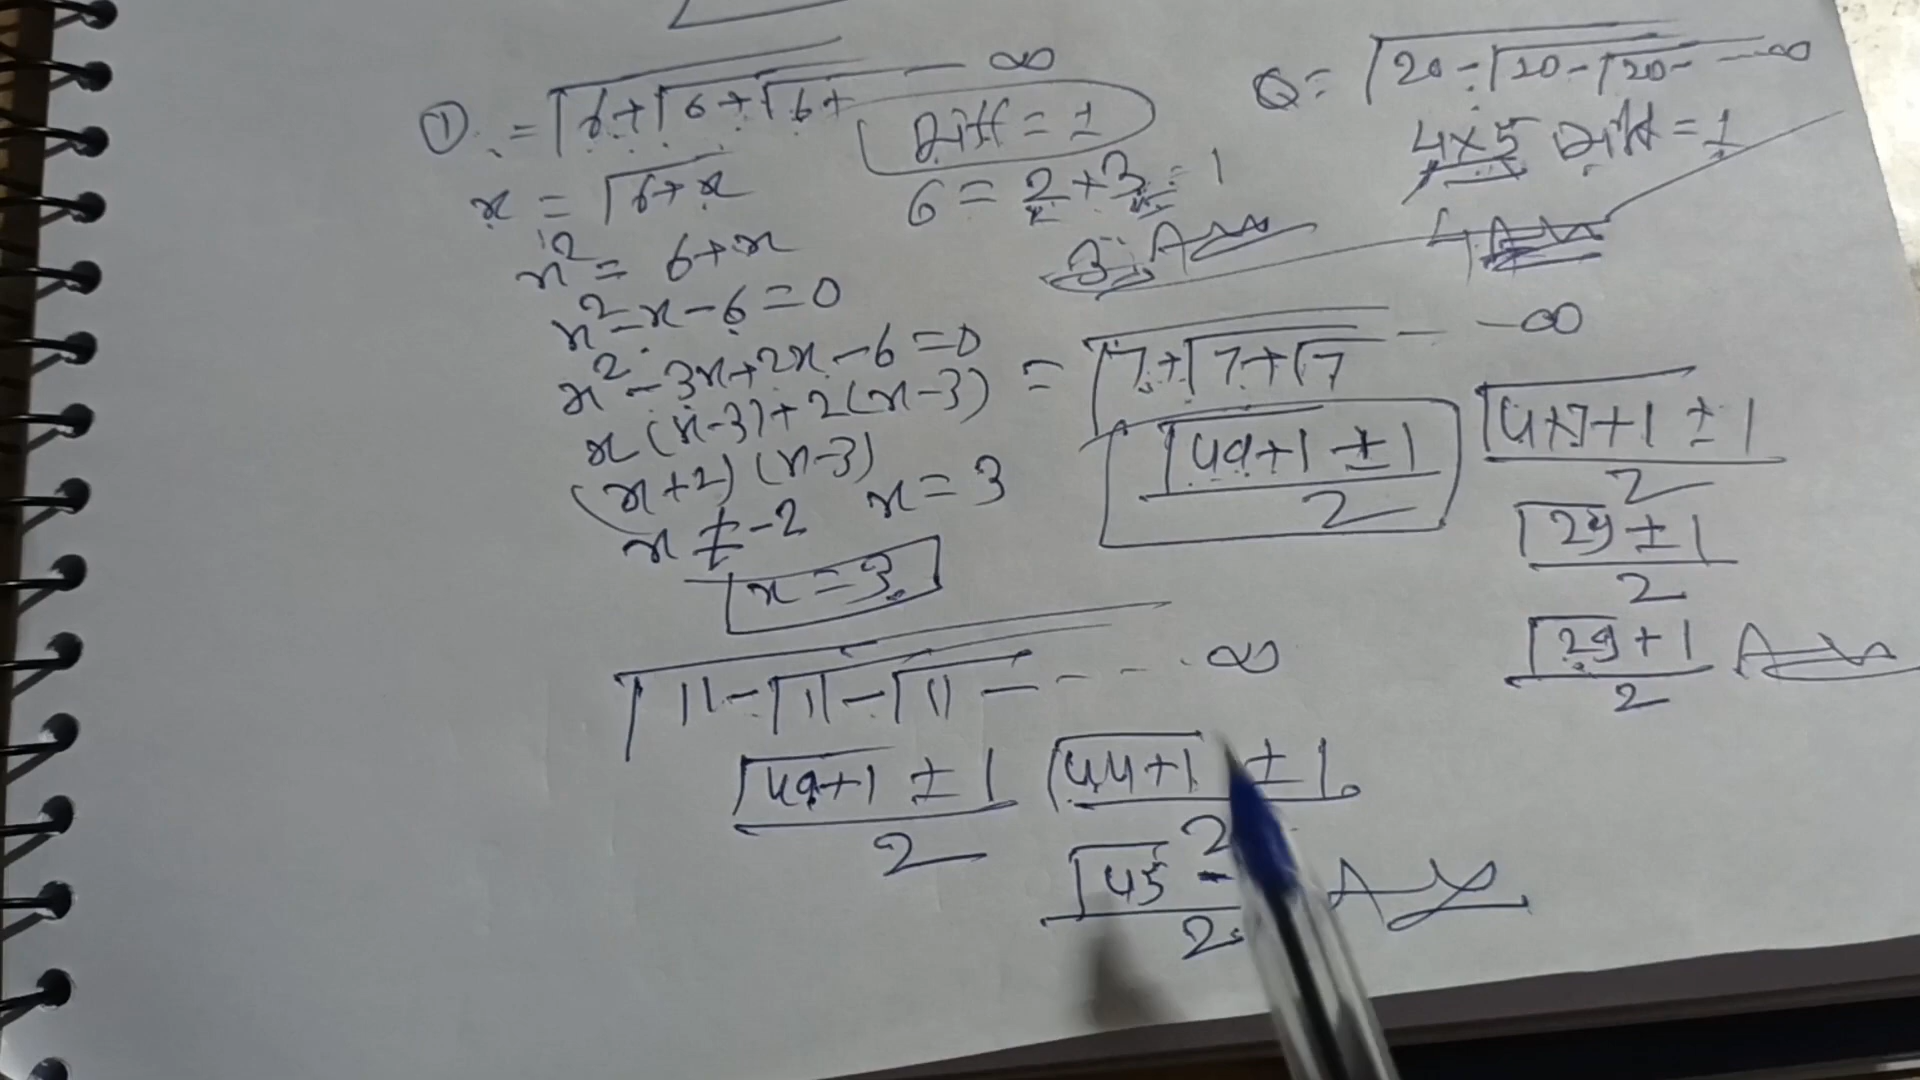 ① = √6+√6+√6+ --- ∞
Diff = 1
x = √6+x
6 = 2+3 = 1
x² = 6+x
3 Ans
x²-x-6=0
x²-3x+2x-6=0
x(x-3)+2(x-3)
(x+2)(x-3)
x ≠ -2 x = 3
x = 3
Q = √20-√20-√20- --- ∞
4×5 Diff = 1
4 Ans
= √7+√7+√7 --- ∞
√4a+1 ± 1 / 2
√4×7+1 ± 1 / 2
√29 ± 1 / 2
√29 + 1 / 2 Ans
√11-√11-√11- --- ∞
√4a+1 ± 1 / 2
√44+1 ± 1 / 2
√45 - / 2 Ans